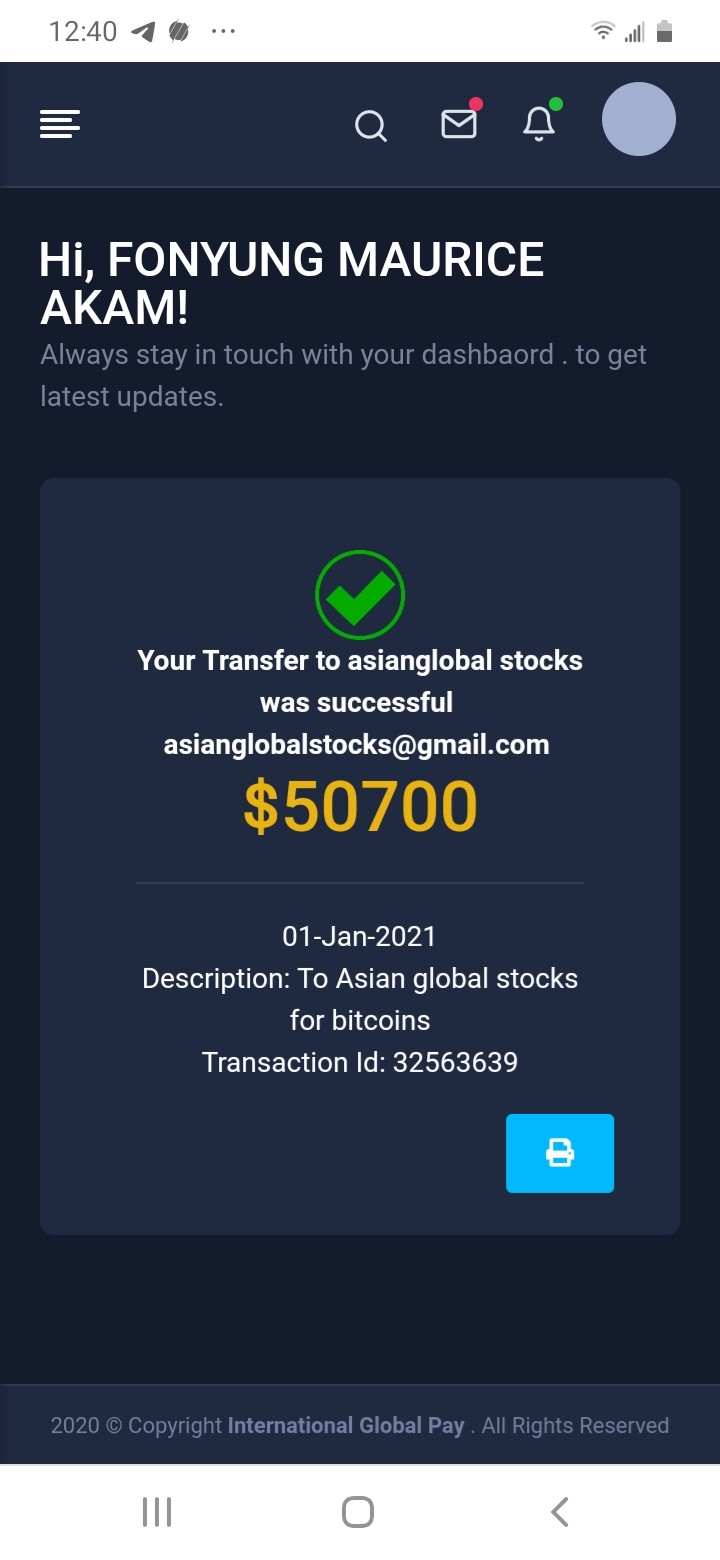 12:40
Hi, FONYUNG MAURICE
AKAM!
Always stay in touch with your dashbaord . to get
latest updates.
Your Transfer to asianglobal stocks
was successful
asianglobalstocks@gmail.com
$50700
01-Jan-2021
Description: To Asian global stocks
for bitcoins
Transaction Id: 32563639
2020 © Copyright International Global Pay . All Rights Reserved